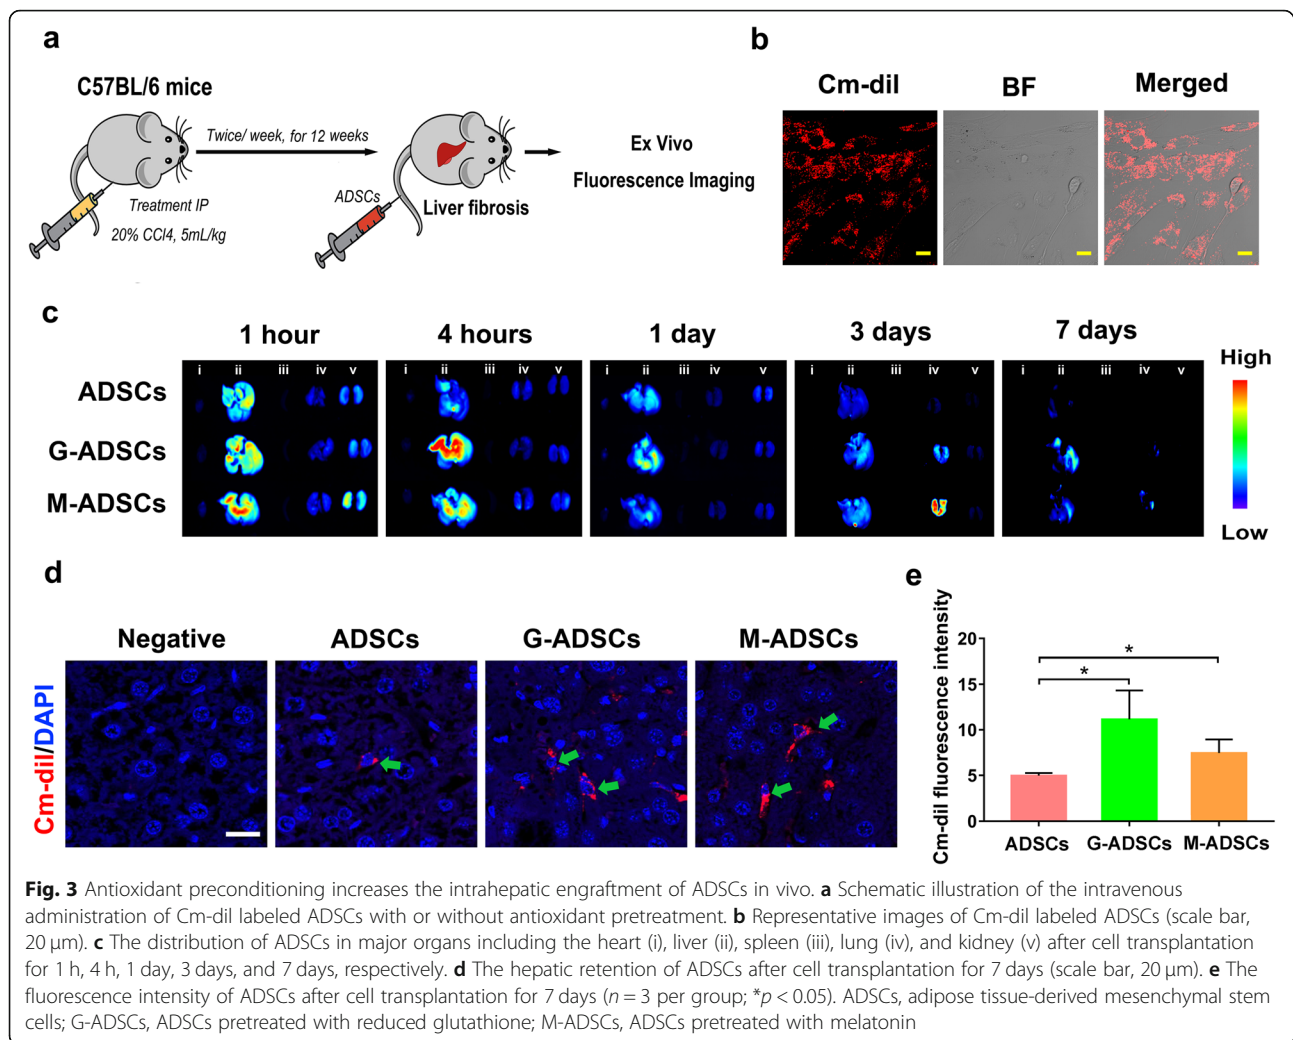 a
C57BL/6 mice
Twice/ week, for 12 weeks
Treatment IP
20% CCl4, 5mL/kg
ADSCs
Liver fibrosis
Ex Vivo
Fluorescence Imaging
b
Cm-dil BF Merged
c
1 hour 4 hours 1 day 3 days 7 days
i ii iii iv v i ii iii iv v i ii iii iv v i ii iii iv v i ii iii iv v
ADSCs
G-ADSCs
M-ADSCs
High
Low
d
Negative ADSCs G-ADSCs M-ADSCs
Cm-dil/DAPI
e
Cm-dil fluorescence intensity
20
15
10
5
0
*
*
ADSCs G-ADSCs M-ADSCs
Fig. 3 Antioxidant preconditioning increases the intrahepatic engraftment of ADSCs in vivo. a Schematic illustration of the intravenous
administration of Cm-dil labeled ADSCs with or without antioxidant pretreatment. b Representative images of Cm-dil labeled ADSCs (scale bar,
20 μm). c The distribution of ADSCs in major organs including the heart (i), liver (ii), spleen (iii), lung (iv), and kidney (v) after cell transplantation
for 1 h, 4 h, 1 day, 3 days, and 7 days, respectively. d The hepatic retention of ADSCs after cell transplantation for 7 days (scale bar, 20 μm). e The
fluorescence intensity of ADSCs after cell transplantation for 7 days (n = 3 per group; *p < 0.05). ADSCs, adipose tissue-derived mesenchymal stem
cells; G-ADSCs, ADSCs pretreated with reduced glutathione; M-ADSCs, ADSCs pretreated with melatonin